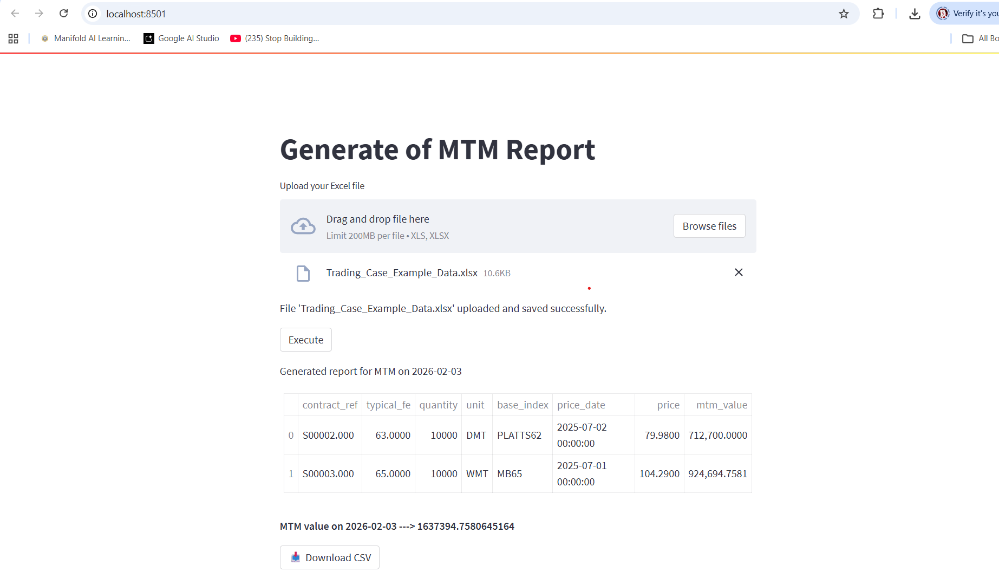 localhost:8501
Verify it's you
Manifold AI Learnin...
Google AI Studio
(235) Stop Building...
All Bo
Generate of MTM Report
Upload your Excel file
Drag and drop file here
Limit 200MB per file • XLS, XLSX
Browse files
Trading_Case_Example_Data.xlsx 10.6KB
File 'Trading_Case_Example_Data.xlsx' uploaded and saved successfully.
Execute
Generated report for MTM on 2026-02-03
contract_ref typical_fe quantity unit base_index price_date price mtm_value
0 S00002.000 63.0000 10000 DMT PLATTS62 2025-07-02 00:00:00 79.9800 712,700.0000
1 S00003.000 65.0000 10000 WMT MB65 2025-07-01 00:00:00 104.2900 924,694.7581
MTM value on 2026-02-03 ---> 1637394.7580645164
Download CSV